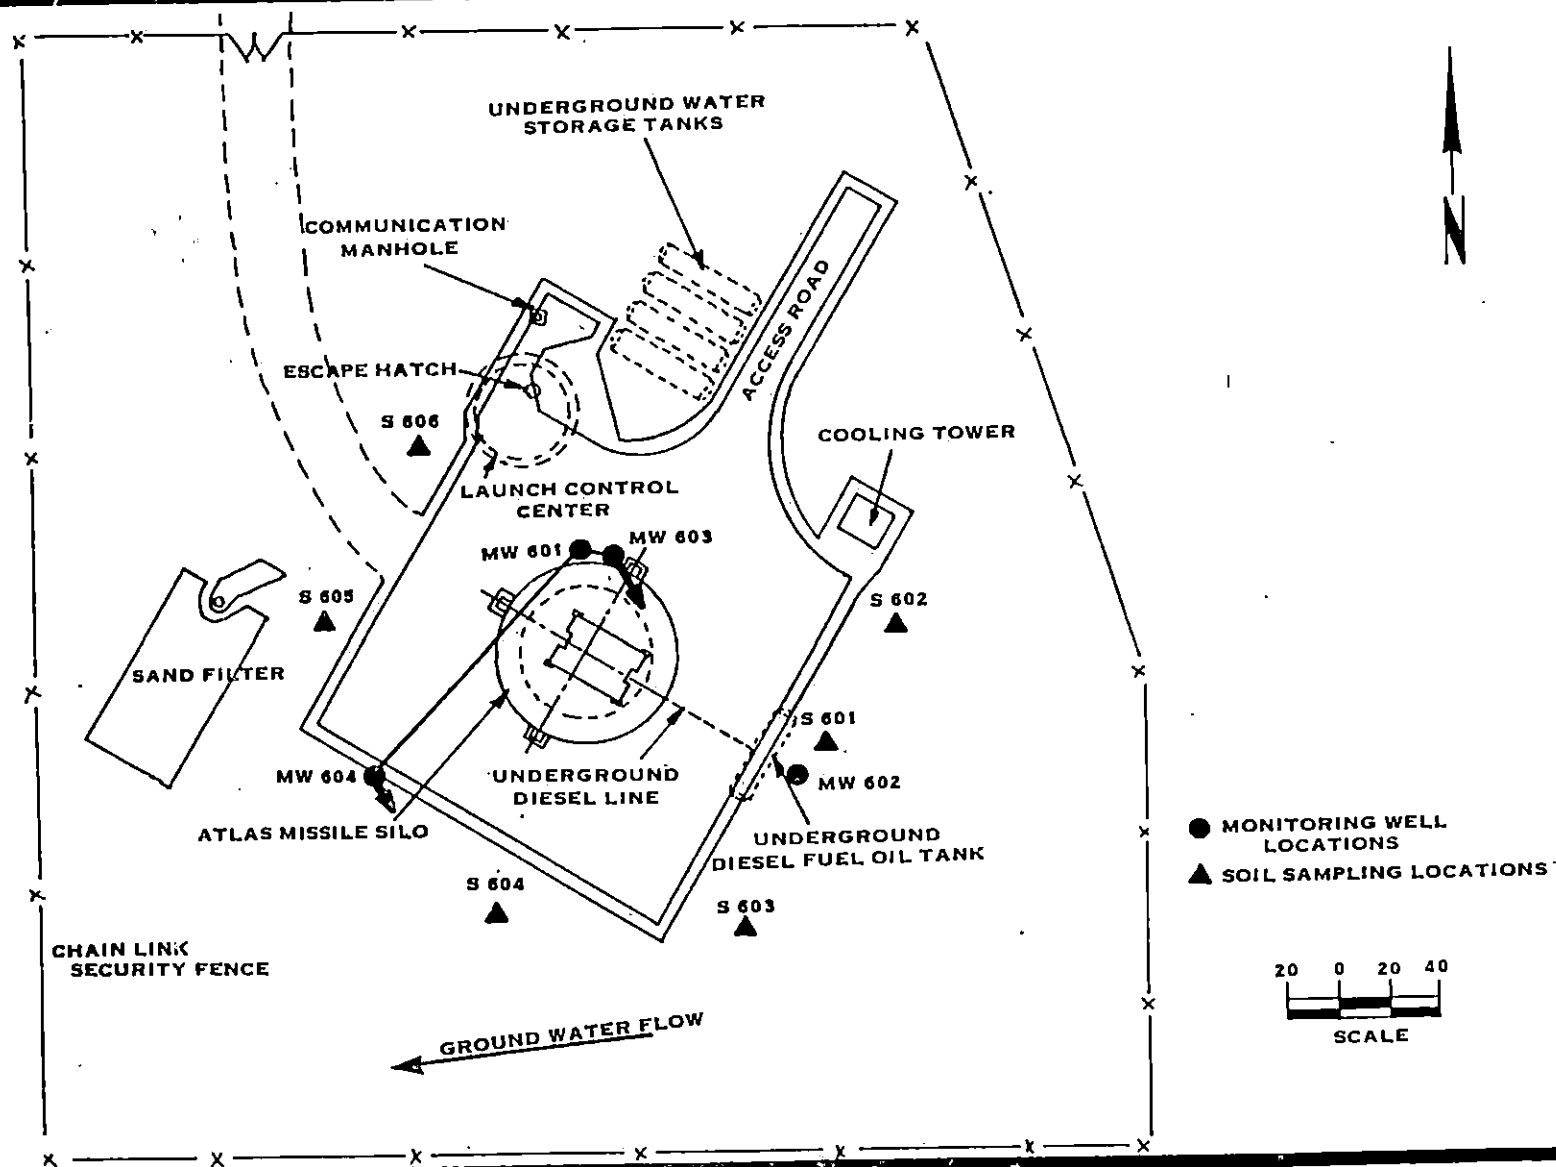 UNDERGROUND WATER
STORAGE TANKS
N
COMMUNICATION
MANHOLE
ACCESS ROAD
ESCAPE HATCH
S 606
COOLING TOWER
LAUNCH CONTROL
CENTER
MW 601
MW 603
S 605
S 602
SAND FILTER
S 601
MW 604
UNDERGROUND
DIESEL LINE
MW 602
ATLAS MISSILE SILO
UNDERGROUND
DIESEL FUEL OIL TANK
MONITORING WELL
LOCATIONS
SOIL SAMPLING LOCATIONS
S 604
S 603
CHAIN LINK
SECURITY FENCE
20 0 20 40
SCALE
GROUND WATER FLOW